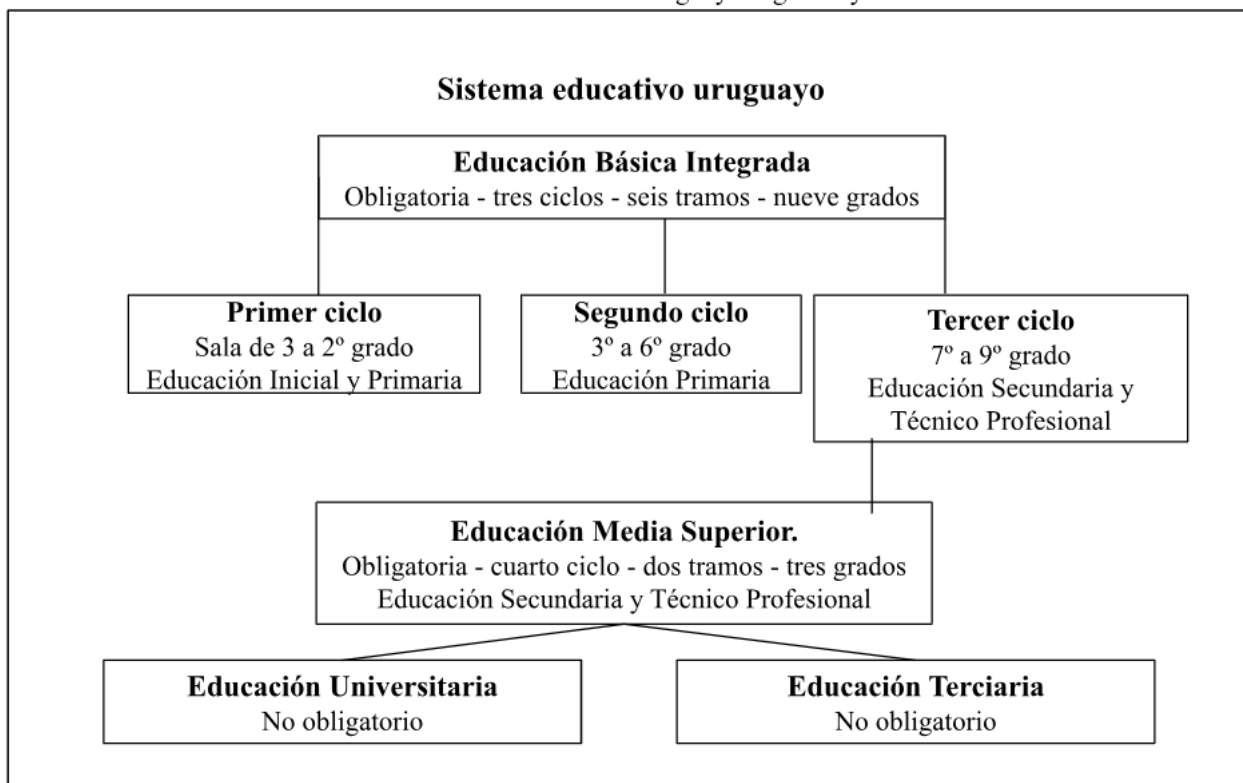 Sistema educativo uruguayo
Educación Básica Integrada
Obligatoria - tres ciclos - seis tramos - nueve grados
Primer ciclo
Sala de 3 a 2º grado
Educación Inicial y Primaria
Segundo ciclo
3º a 6º grado
Educación Primaria
Tercer ciclo
7º a 9º grado
Educación Secundaria y
Técnico Profesional
Educación Media Superior.
Obligatoria - cuarto ciclo - dos tramos - tres grados
Educación Secundaria y Técnico Profesional
Educación Universitaria
No obligatorio
Educación Terciaria
No obligatorio